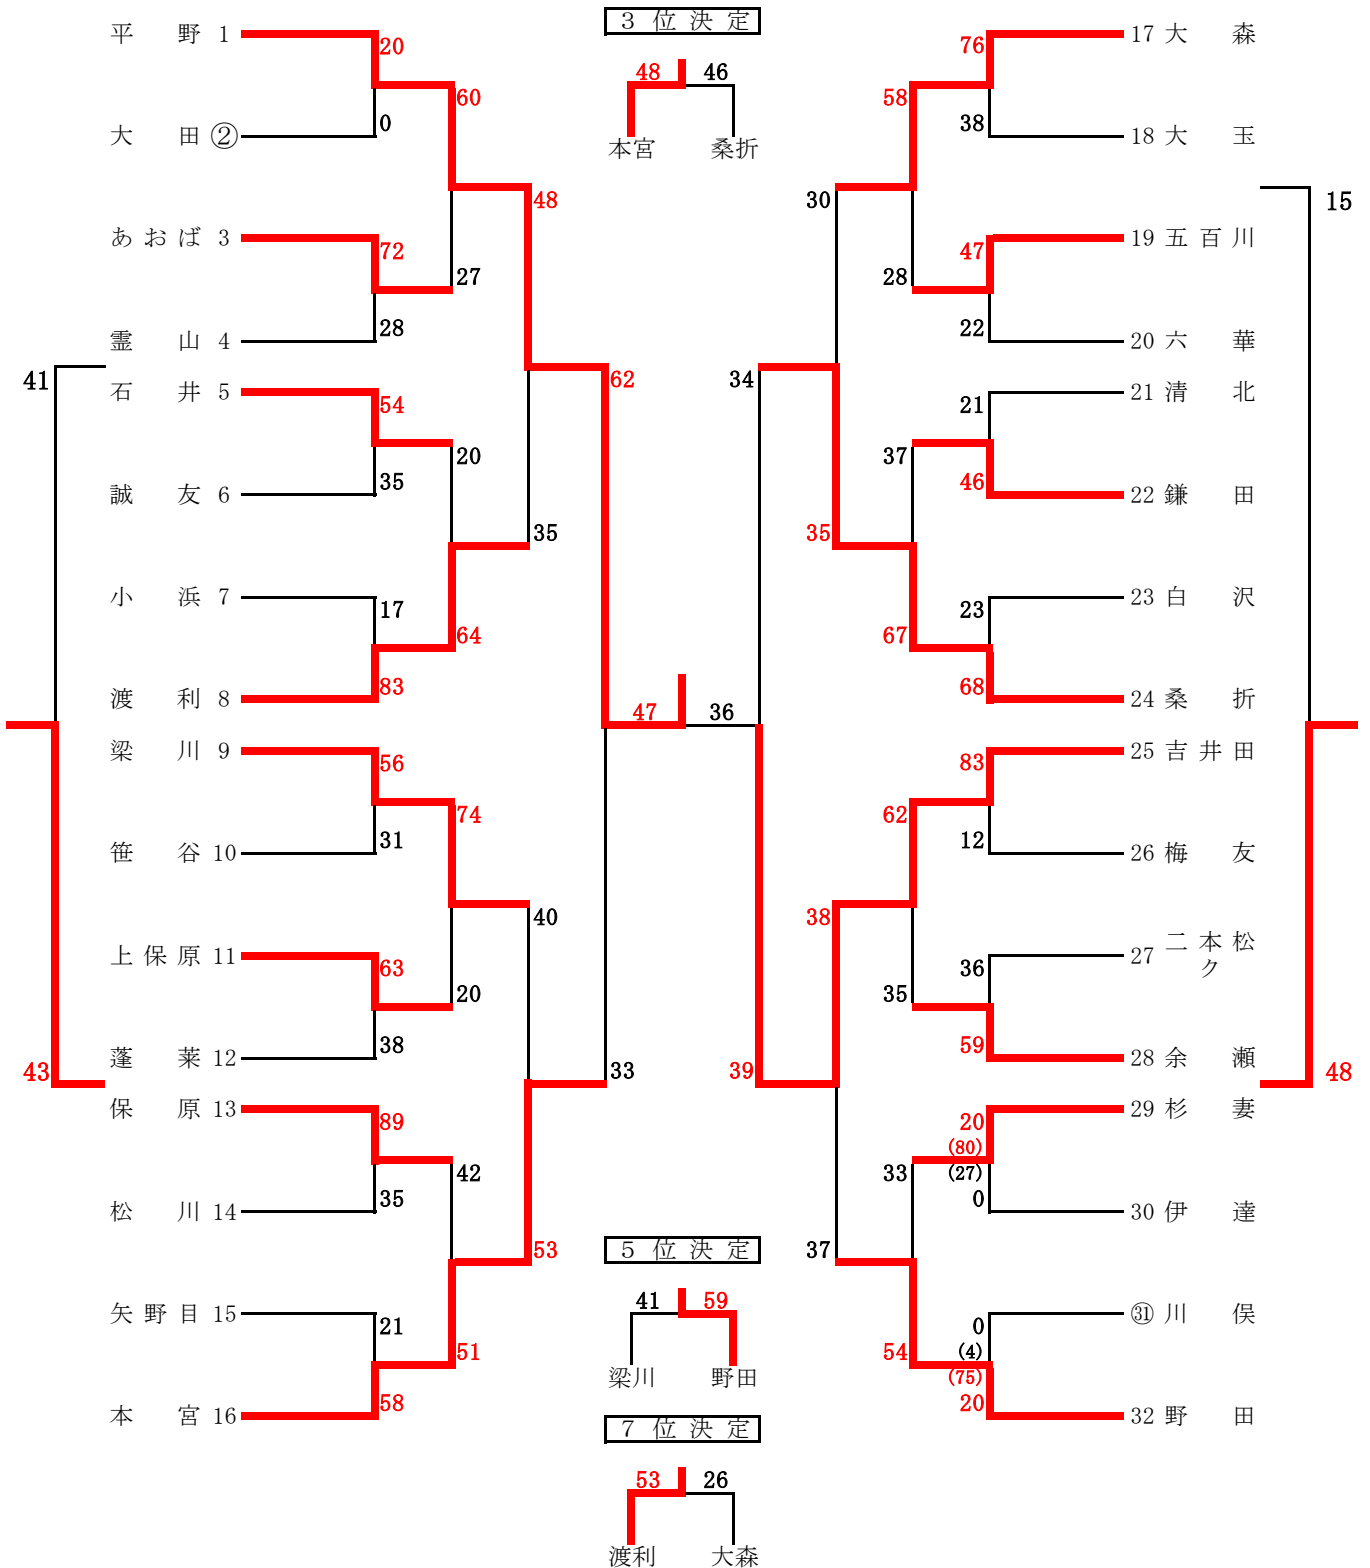 3 位 決 定
48 46
本宮 桑折
平 野 1
20
大 田 ②
0
60
あ お ば 3
72
霊 山 4
28
27
48
石 井 5
54
誠 友 6
35
20
小 浜 7
17
渡 利 8
83
64
35
62
梁 川 9
56
笹 谷 10
31
74
上 保 原 11
63
蓬 莱 12
38
20
40
保 原 13
89
松 川 14
35
42
矢 野 目 15
21
本 宮 16
58
51
53
33
41
43
47 36
17 大 森
76
18 大 玉
38
58
19 五 百 川
47
20 六 華
22
28
30
21 清 北
21
22 鎌 田
46
37
23 白 沢
23
24 桑 折
68
67
35
34
25 吉 井 田
83
26 梅 友
12
62
27 二 本 松
ク
36
28 余 瀬
59
35
38
29 杉 妻
20
(80)
(27)
0
30 伊 達
33
㉛ 川 俣
0
(4)
(75)
20
32 野 田
54
37
39
15
48
5 位 決 定
41 59
梁川 野田
7 位 決 定
53 26
渡利 大森